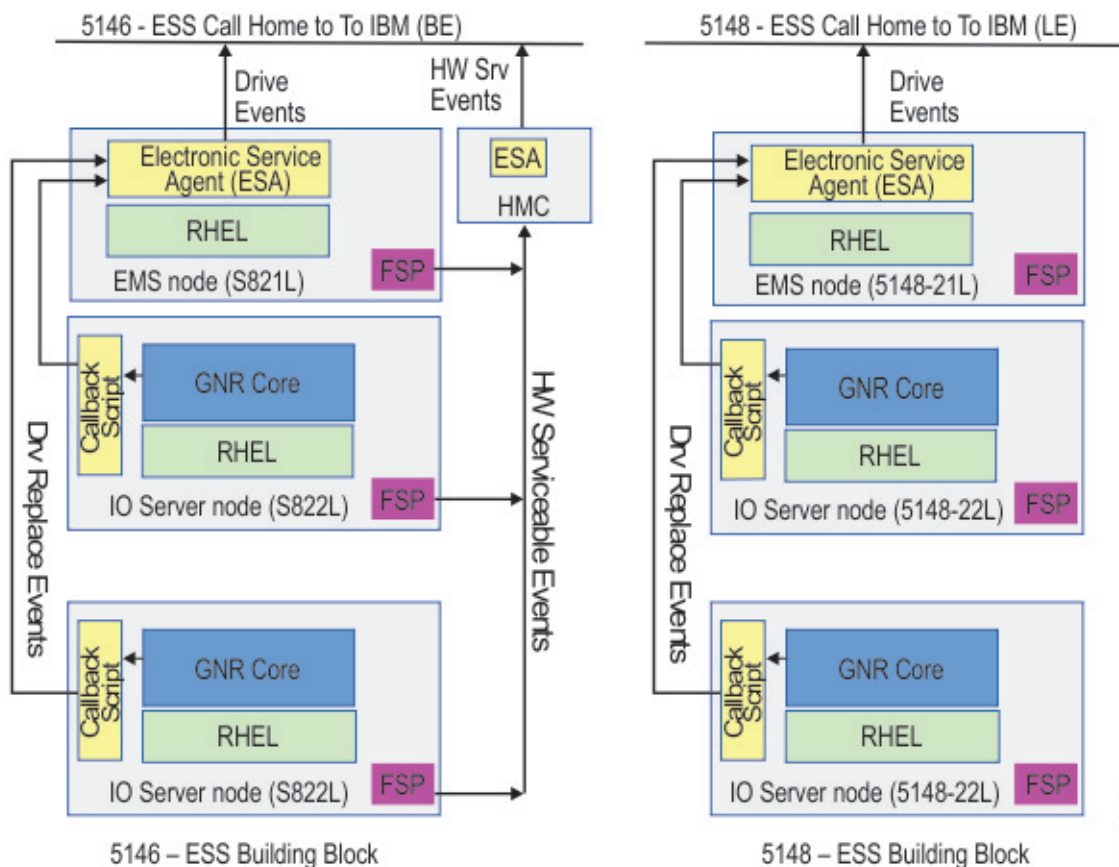 5146 - ESS Call Home to To IBM (BE)
Drive
Events
HW Srv
Events
Electronic Service
Agent (ESA)
RHEL
EMS node (S821L)
FSP
ESA
HMC
Callback
Script
GNR Core
RHEL
IO Server node (S822L)
FSP
Drv Replace Events
HW Serviceable Events
Callback
Script
GNR Core
RHEL
IO Server node (S822L)
FSP
5146 – ESS Building Block
5148 - ESS Call Home to To IBM (LE)
Drive
Events
Electronic Service
Agent (ESA)
RHEL
EMS node (5148-21L)
FSP
Callback
Script
GNR Core
RHEL
IO Server node (5148-22L)
FSP
Drv Replace Events
Callback
Script
GNR Core
RHEL
IO Server node (5148-22L)
FSP
5148 – ESS Building Block